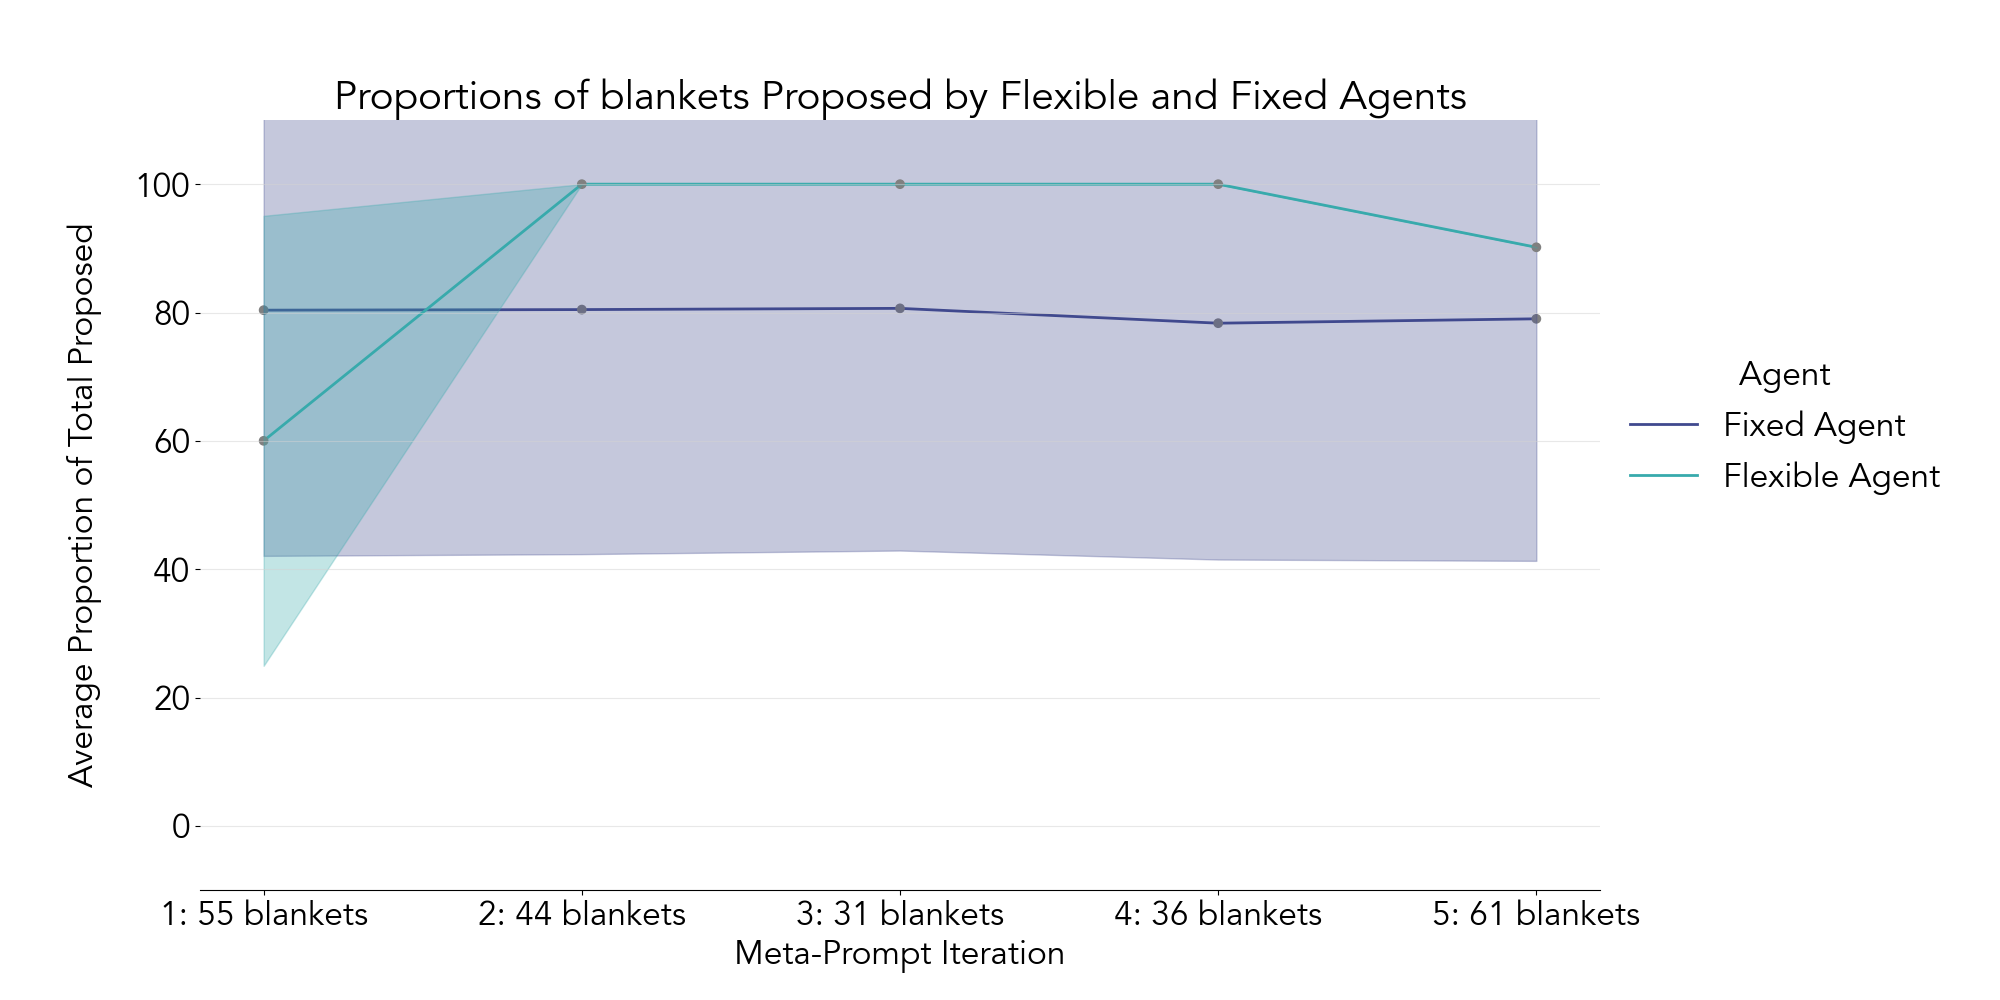 Proportions of blankets Proposed by Flexible and Fixed Agents
Average Proportion of Total Proposed
100
80
60
40
20
0
1: 55 blankets
2: 44 blankets
3: 31 blankets
4: 36 blankets
5: 61 blankets
Meta-Prompt Iteration
Agent
Fixed Agent
Flexible Agent